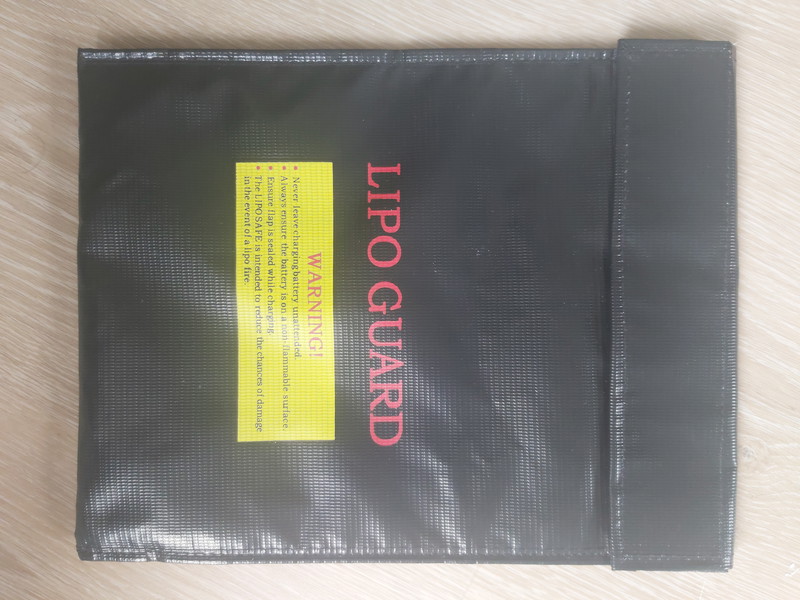 LIPO GUARD
WARNING!
• Never leave charging battery unattended.
• Always ensure the battery is on a non-flammable surface.
• Ensure flap is sealed while charging.
• The LIPO SAFE is intended to reduce the chances of damage
in the event of a lipo fire.